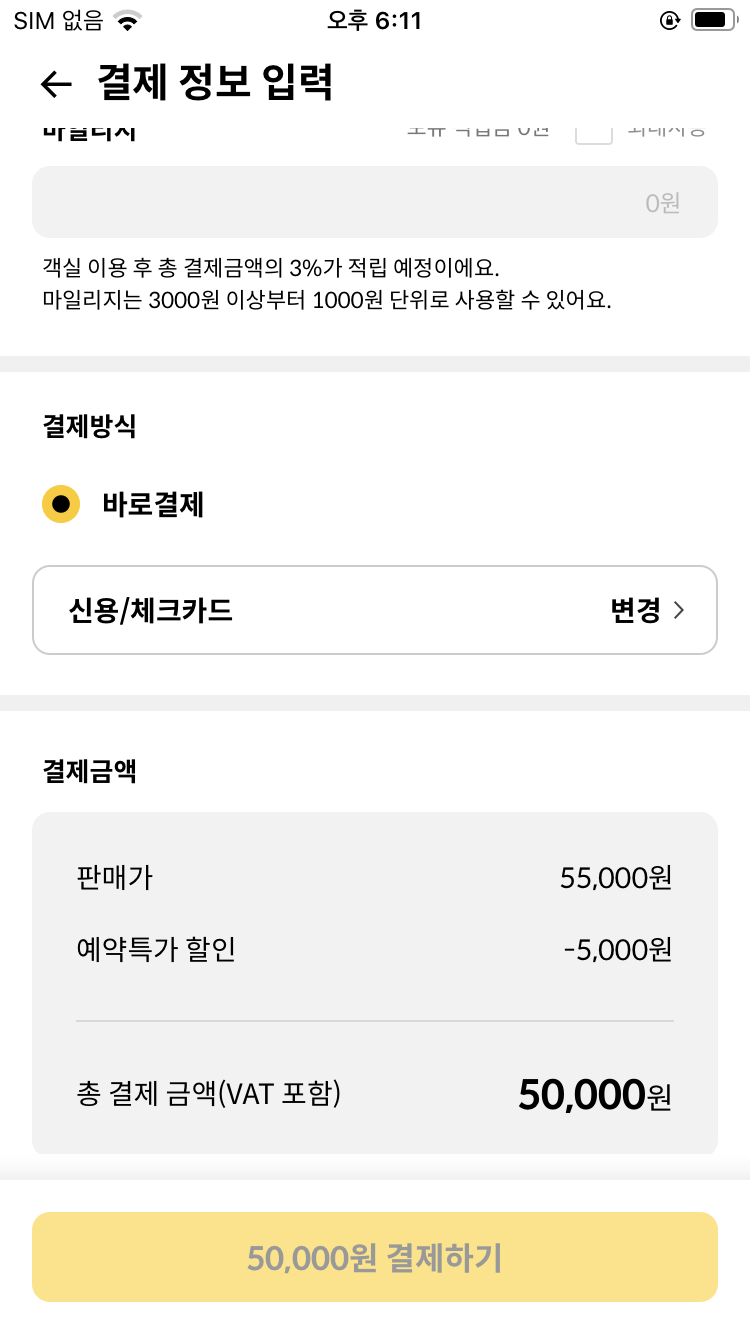 SIM 없음
오후 6:11
결제 정보 입력
마일리지
0원
객실 이용 후 총 결제금액의 3%가 적립 예정이에요.
마일리지는 3000원 이상부터 1000원 단위로 사용할 수 있어요.
결제방식
바로결제
신용/체크카드 변경
결제금액
판매가 55,000원
예약특가 할인 -5,000원
총 결제 금액(VAT 포함) 50,000원
50,000원 결제하기